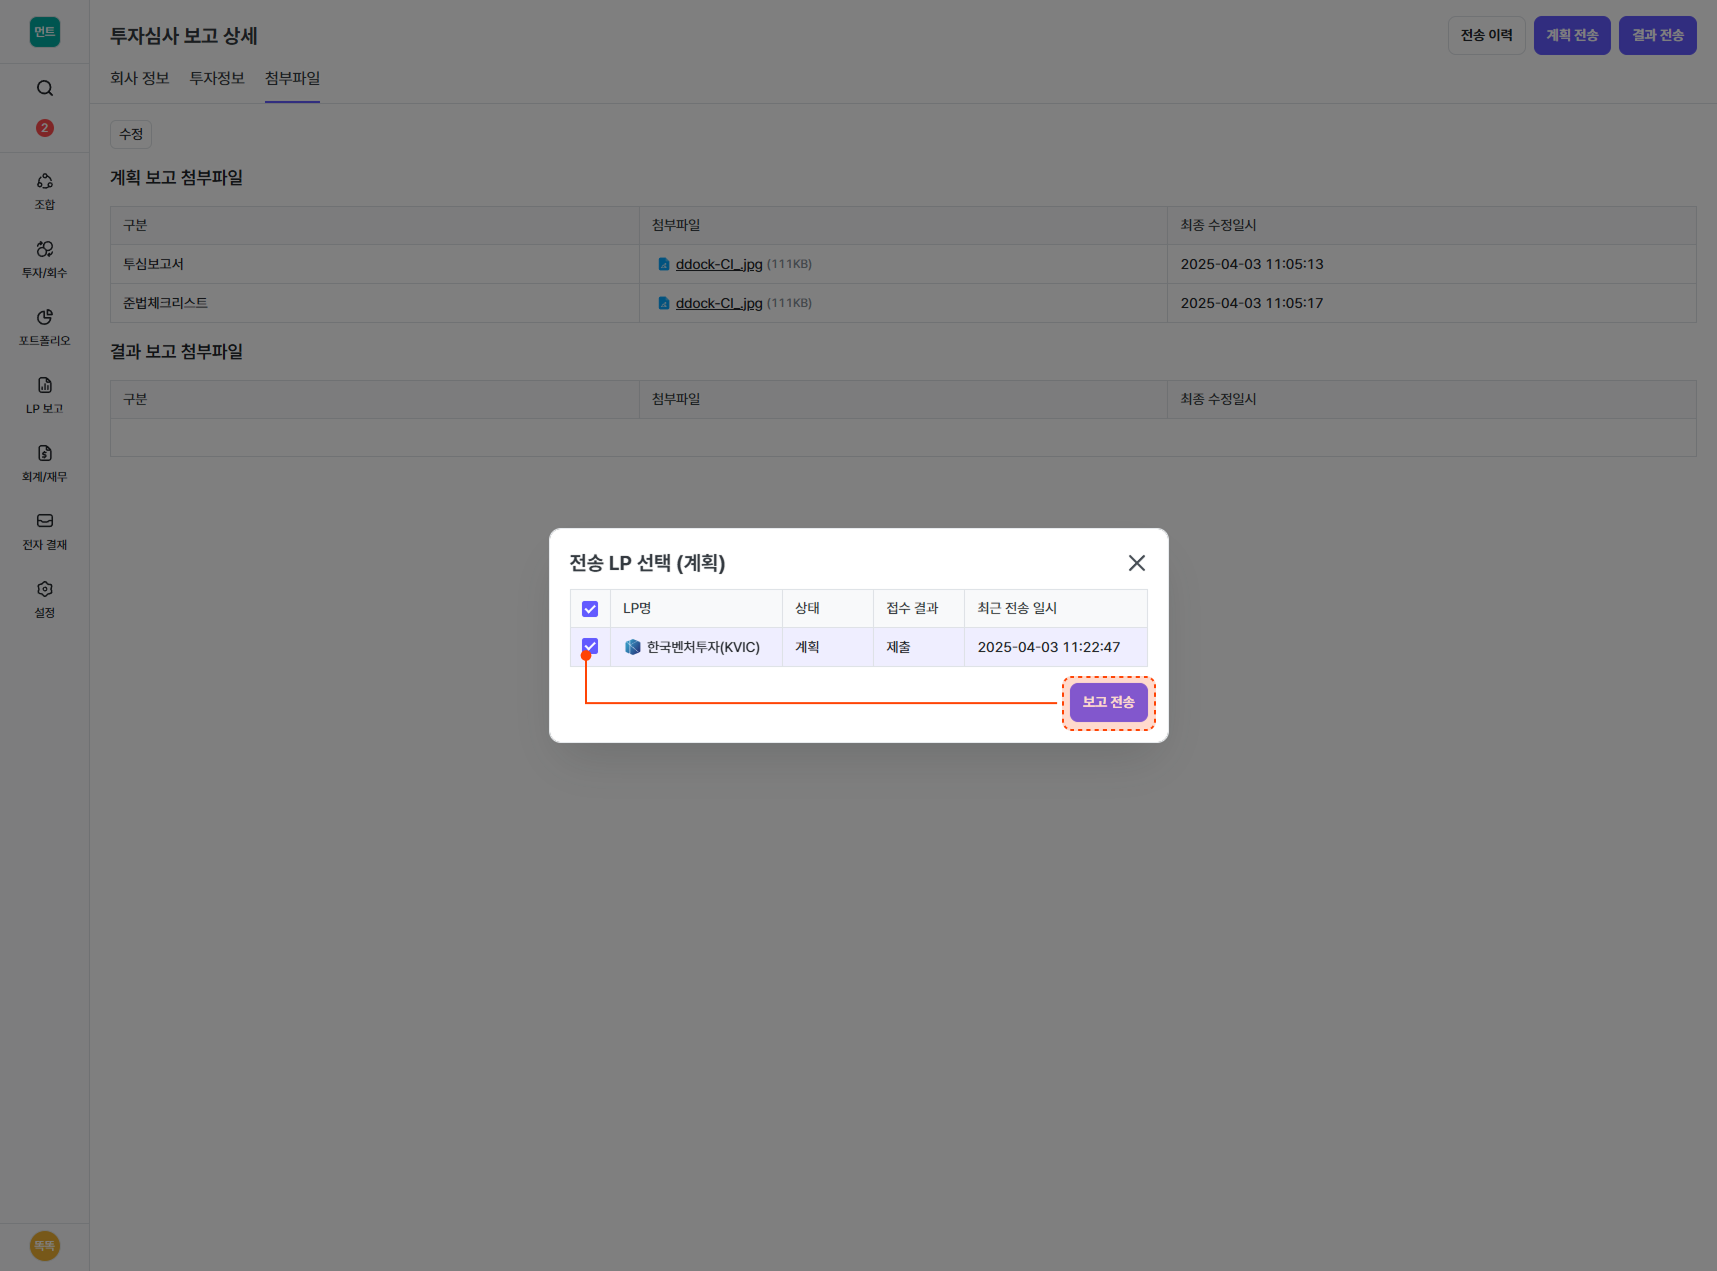 먼트
투자심사 보고 상세
전송 이력
계획 전송
결과 전송
회사 정보
투자정보
첨부파일
2
조합
투자/회수
포트폴리오
LP 보고
회계/재무
전자 결재
설정
똑똑
수정
계획 보고 첨부파일
구분 첨부파일 최종 수정일시
투심보고서 ddock-CI_.jpg (111KB) 2025-04-03 11:05:13
준법체크리스트 ddock-CI_.jpg (111KB) 2025-04-03 11:05:17
결과 보고 첨부파일
구분 첨부파일 최종 수정일시
전송 LP 선택 (계획)
LP명 상태 접수 결과 최근 전송 일시
한국벤처투자(KVIC) 계획 제출 2025-04-03 11:22:47
보고 전송